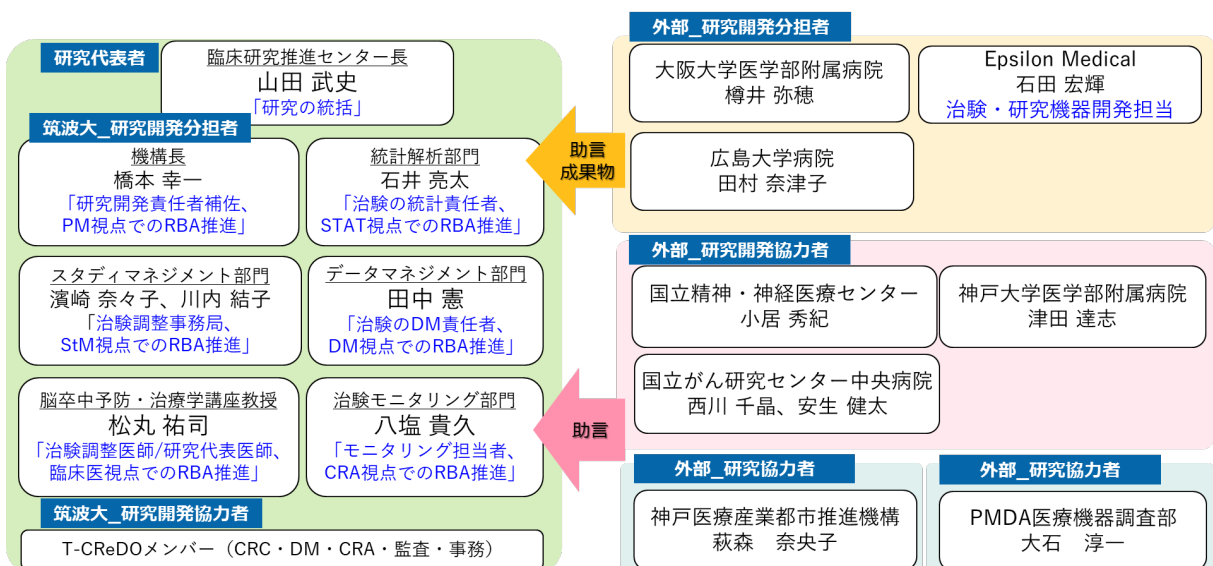 研究代表者
臨床研究推進センター長
山田 武史
「研究の統括」
筑波大_研究開発分担者
機構長
橋本 幸一
「研究開発責任者補佐、
PM視点でのRBA推進」
統計解析部門
石井 亮太
「治験の統計責任者、
STAT視点でのRBA推進」
スタディマネジメント部門
濱崎 奈々子、川内 結子
「治験調整事務局、
StM視点でのRBA推進」
データマネジメント部門
田中 憲
「治験のDM責任者、
DM視点でのRBA推進」
脳卒中予防・治療学講座教授
松丸 祐司
「治験調整医師/研究代表医師、
臨床医視点でのRBA推進」
治験モニタリング部門
八塩 貴久
「モニタリング担当者、
CRA視点でのRBA推進」
筑波大_研究開発協力者
T-CReDOメンバー（CRC・DM・CRA・監査・事務）
助言
成果物
助言
外部_研究開発分担者
大阪大学医学部附属病院
樽井 弥穂
Epsilon Medical
石田 宏輝
治験・研究機器開発担当
広島大学病院
田村 奈津子
外部_研究開発協力者
国立精神・神経医療センター
小居 秀紀
神戸大学医学部附属病院
津田 達志
国立がん研究センター中央病院
西川 千晶、安生 健太
外部_研究協力者
神戸医療産業都市推進機構
萩森　奈央子
外部_研究協力者
PMDA医療機器調査部
大石　淳一